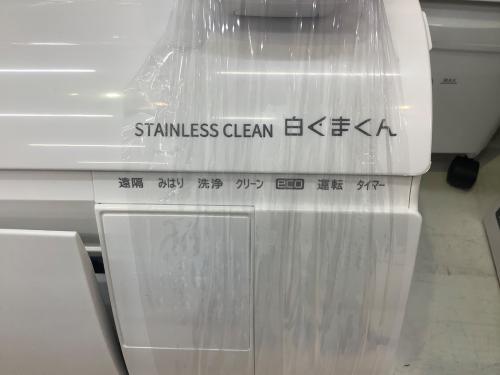 STAINLESS CLEAN 白くまくん
遠隔 みはり 洗浄 クリーン eco 運転 タイマー
MAX